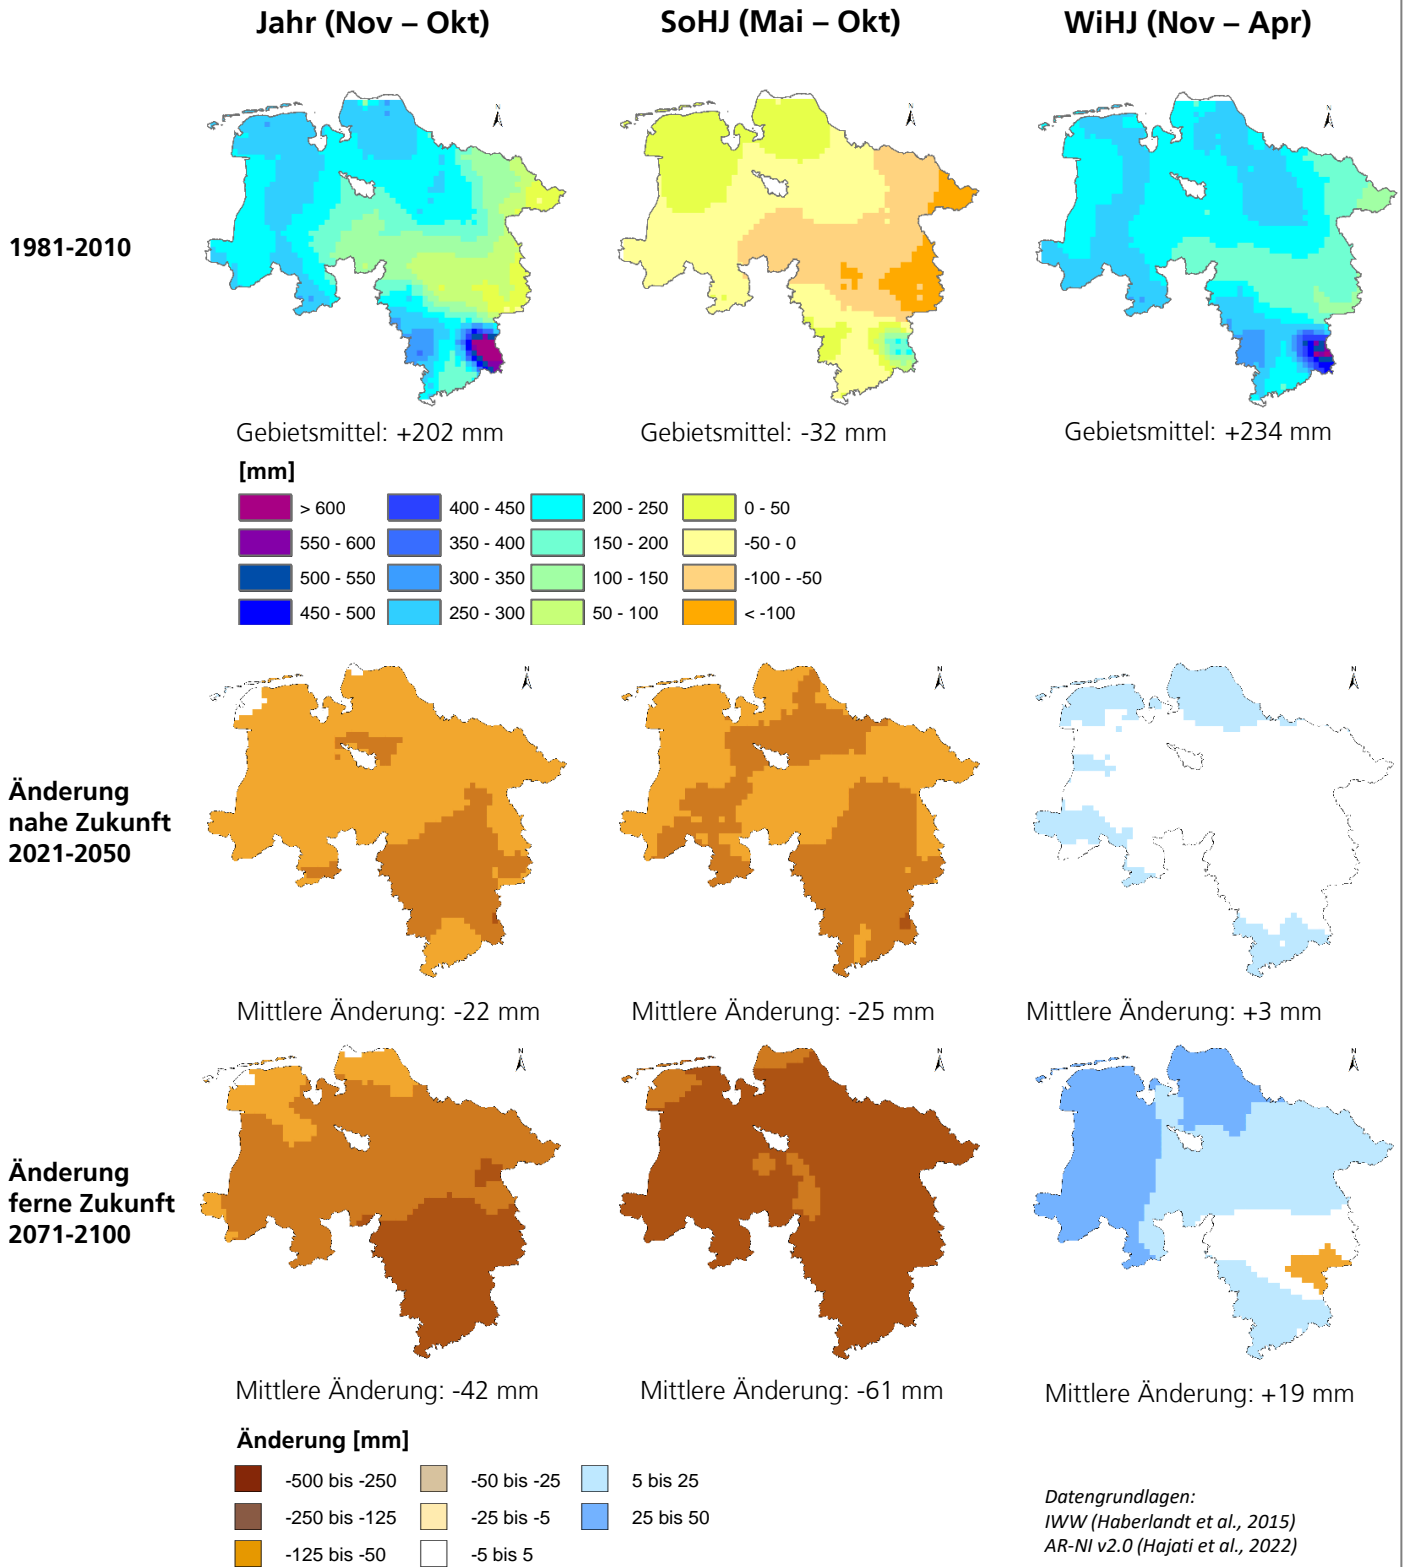 Jahr (Nov – Okt)
SoHJ (Mai – Okt)
WiHJ (Nov – Apr)
N
N
N
1981-2010
Gebietsmittel: +202 mm
Gebietsmittel: -32 mm
Gebietsmittel: +234 mm
[mm]
> 600
400 - 450
200 - 250
0 - 50
550 - 600
350 - 400
150 - 200
-50 - 0
500 - 550
300 - 350
100 - 150
-100 - -50
450 - 500
250 - 300
50 - 100
< -100
N
N
N
Änderung
nahe Zukunft
2021-2050
Mittlere Änderung: -22 mm
Mittlere Änderung: -25 mm
Mittlere Änderung: +3 mm
N
N
N
Änderung
ferne Zukunft
2071-2100
Mittlere Änderung: -42 mm
Mittlere Änderung: -61 mm
Mittlere Änderung: +19 mm
Änderung [mm]
-500 bis -250
-50 bis -25
5 bis 25
-250 bis -125
-25 bis -5
25 bis 50
-125 bis -50
-5 bis 5
Datengrundlagen:
IWW (Haberlandt et al., 2015)
AR-NI v2.0 (Hajati et al., 2022)